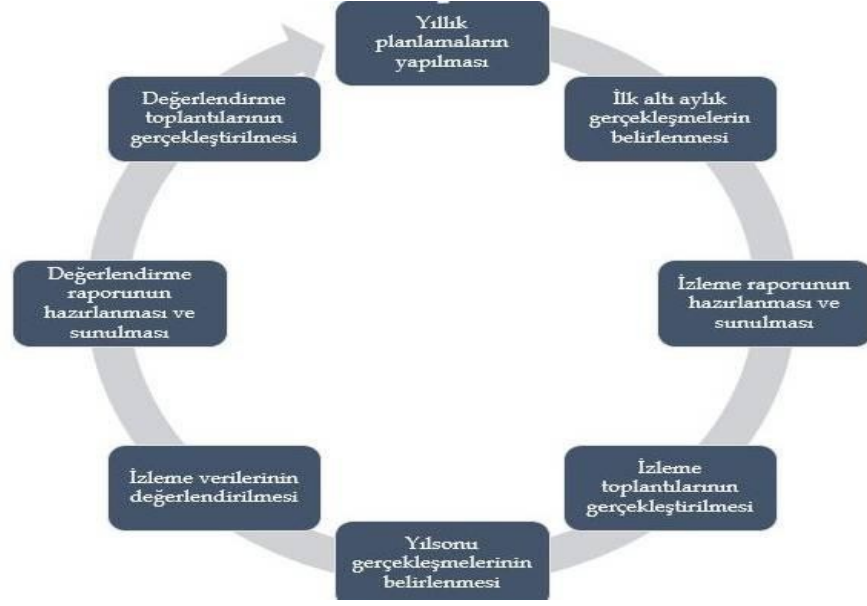 Yıllık
planlamaların
yapılması
İlk altı aylık
gerçekleşmelerin
belirlenmesi
İzleme raporunun
hazırlanması ve
sunulması
İzleme
toplantılarının
gerçekleştirilmesi
Yılsonu
gerçekleşmelerinin
belirlenmesi
İzleme verilerinin
değerlendirilmesi
Değerlendirme
raporunun
hazırlanması ve
sunulması
Değerlendirme
toplantılarının
gerçekleştirilmesi